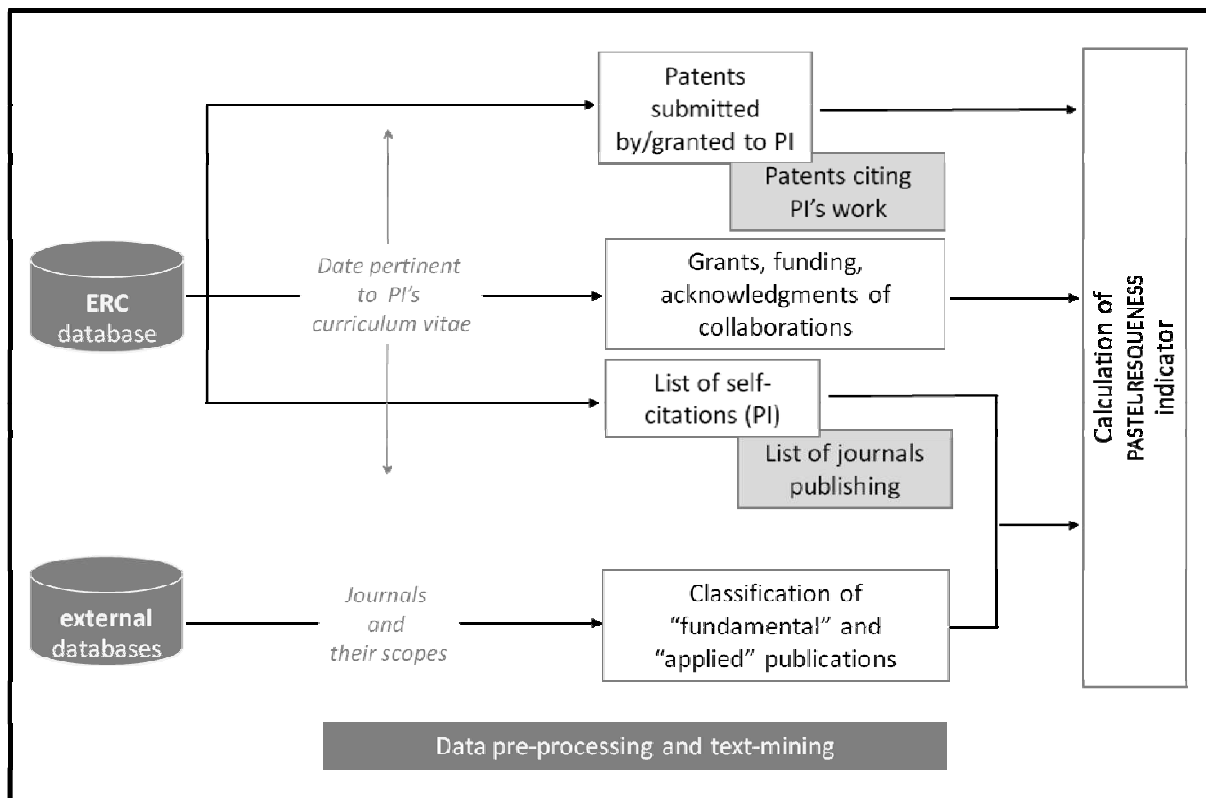 Patents
submitted
by/granted to PI
Patents citing
PI's work
ERC
database
Date pertinent
to PI's
curriculum vitae
Grants, funding,
acknowledgments of
collaborations
List of self-
citations (PI)
List of journals
publishing
external
databases
Journals
and
their scopes
Classification of
“fundamental” and
“applied” publications
Calculation of
PASTEURESQUENESS
indicator
Data pre-processing and text-mining